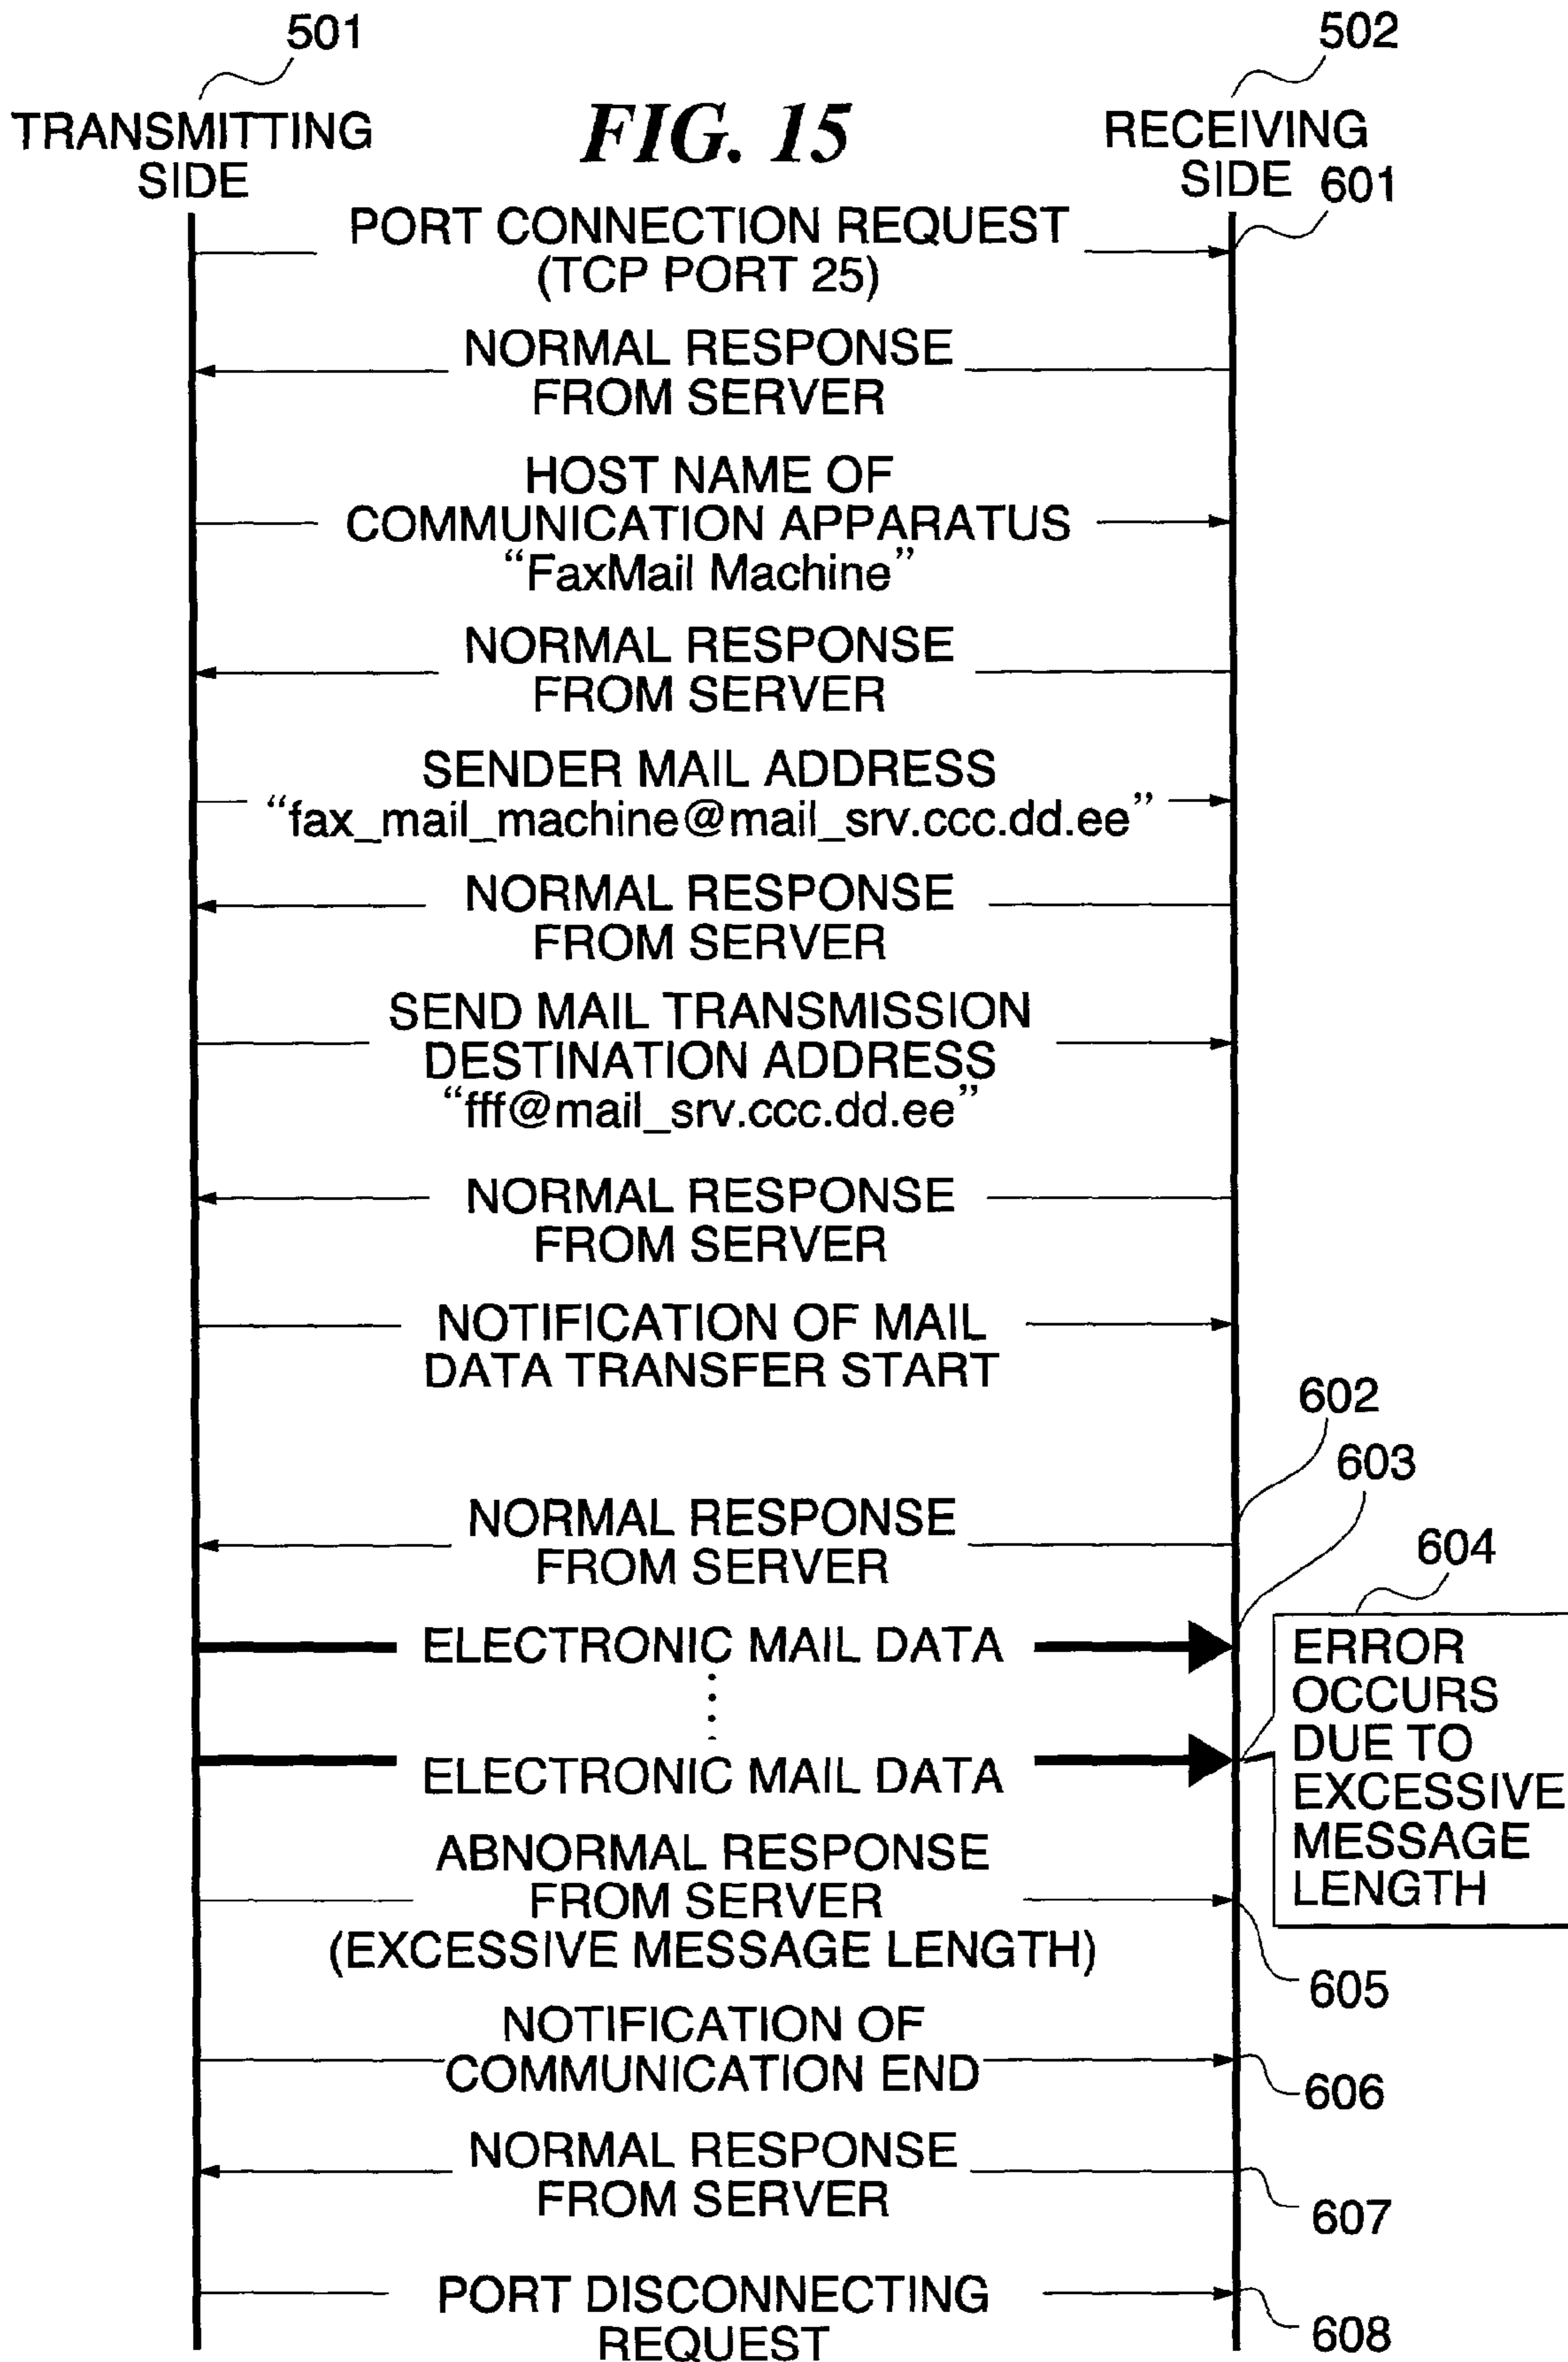 501
502
TRANSMITTING
SIDE
FIG. 15
RECEIVING
SIDE
601
PORT CONNECTION REQUEST
(TCP PORT 25)
NORMAL RESPONSE
FROM SERVER
HOST NAME OF
COMMUNICATION APPARATUS
“FaxMail Machine”
NORMAL RESPONSE
FROM SERVER
SENDER MAIL ADDRESS
“fax_mail_machine@mail_srv.ccc.dd.ee”
NORMAL RESPONSE
FROM SERVER
SEND MAIL TRANSMISSION
DESTINATION ADDRESS
“fff@mail_srv.ccc.dd.ee”
NORMAL RESPONSE
FROM SERVER
NOTIFICATION OF MAIL
DATA TRANSFER START
602
603
NORMAL RESPONSE
FROM SERVER
604
ELECTRONIC MAIL DATA
ELECTRONIC MAIL DATA
ERROR
OCCURS
DUE TO
EXCESSIVE
MESSAGE
LENGTH
ABNORMAL RESPONSE
FROM SERVER
(EXCESSIVE MESSAGE LENGTH)
605
NOTIFICATION OF
COMMUNICATION END
606
NORMAL RESPONSE
FROM SERVER
607
PORT DISCONNECTING
REQUEST
608